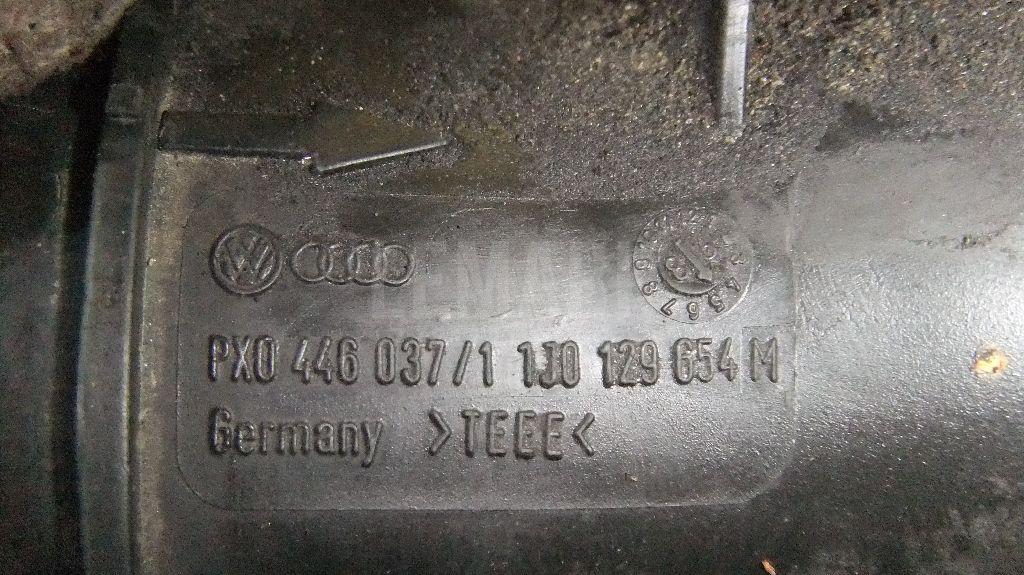 PX0 446 037/1 1J0 129 654 M
Germany >TEEE<